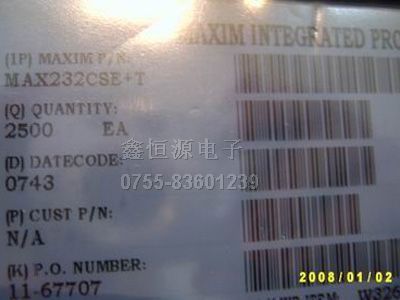 MAXIM INTEGRATED PRO
(1P) MAXIM P/N:
MAX232CSE+T
(Q) QUANTITY:
2500 EA
鑫恒源电子
(D) DATECODE:
0743
0755-83601239
(P) CUST P/N:
N/A
(K) P.O. NUMBER:
11-67707
2008/01/02